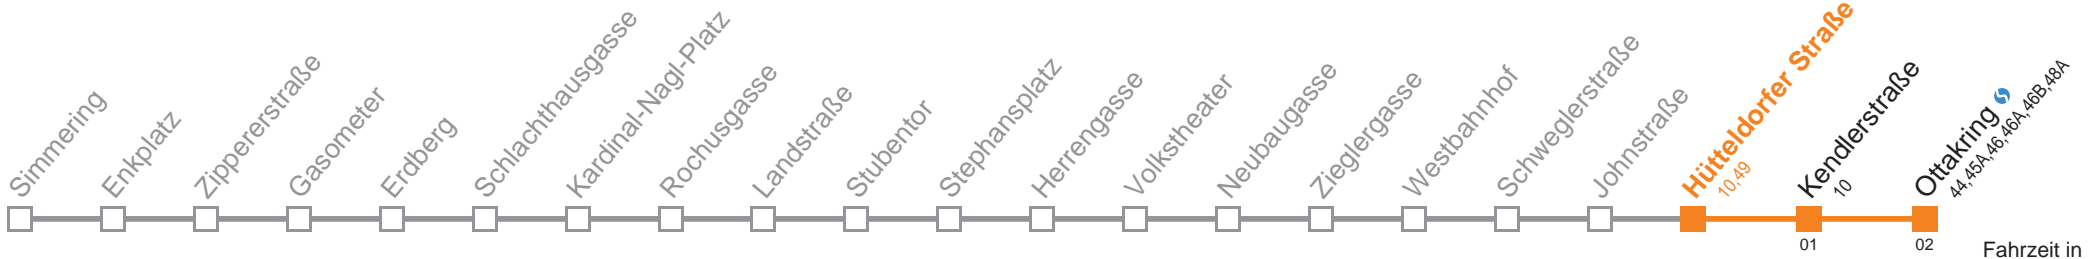 Simmering
Enkplatz
Zippererstraße
Gasometer
Erdberg
Schlachthausgasse
Kardinal-Nagl-Platz
Rochusgasse
Landstraße
Stubentor
Stephansplatz
Herrengasse
Volkstheater
Neubaugasse
Zieglergasse
Westbahnhof
Schweglerstraße
Johnstraße
Hütteldorfer Straße
10,49
Kendlerstraße
10
Ottakring
44,45A,46,46A,46B,48A
01
02
Fahrzeit in